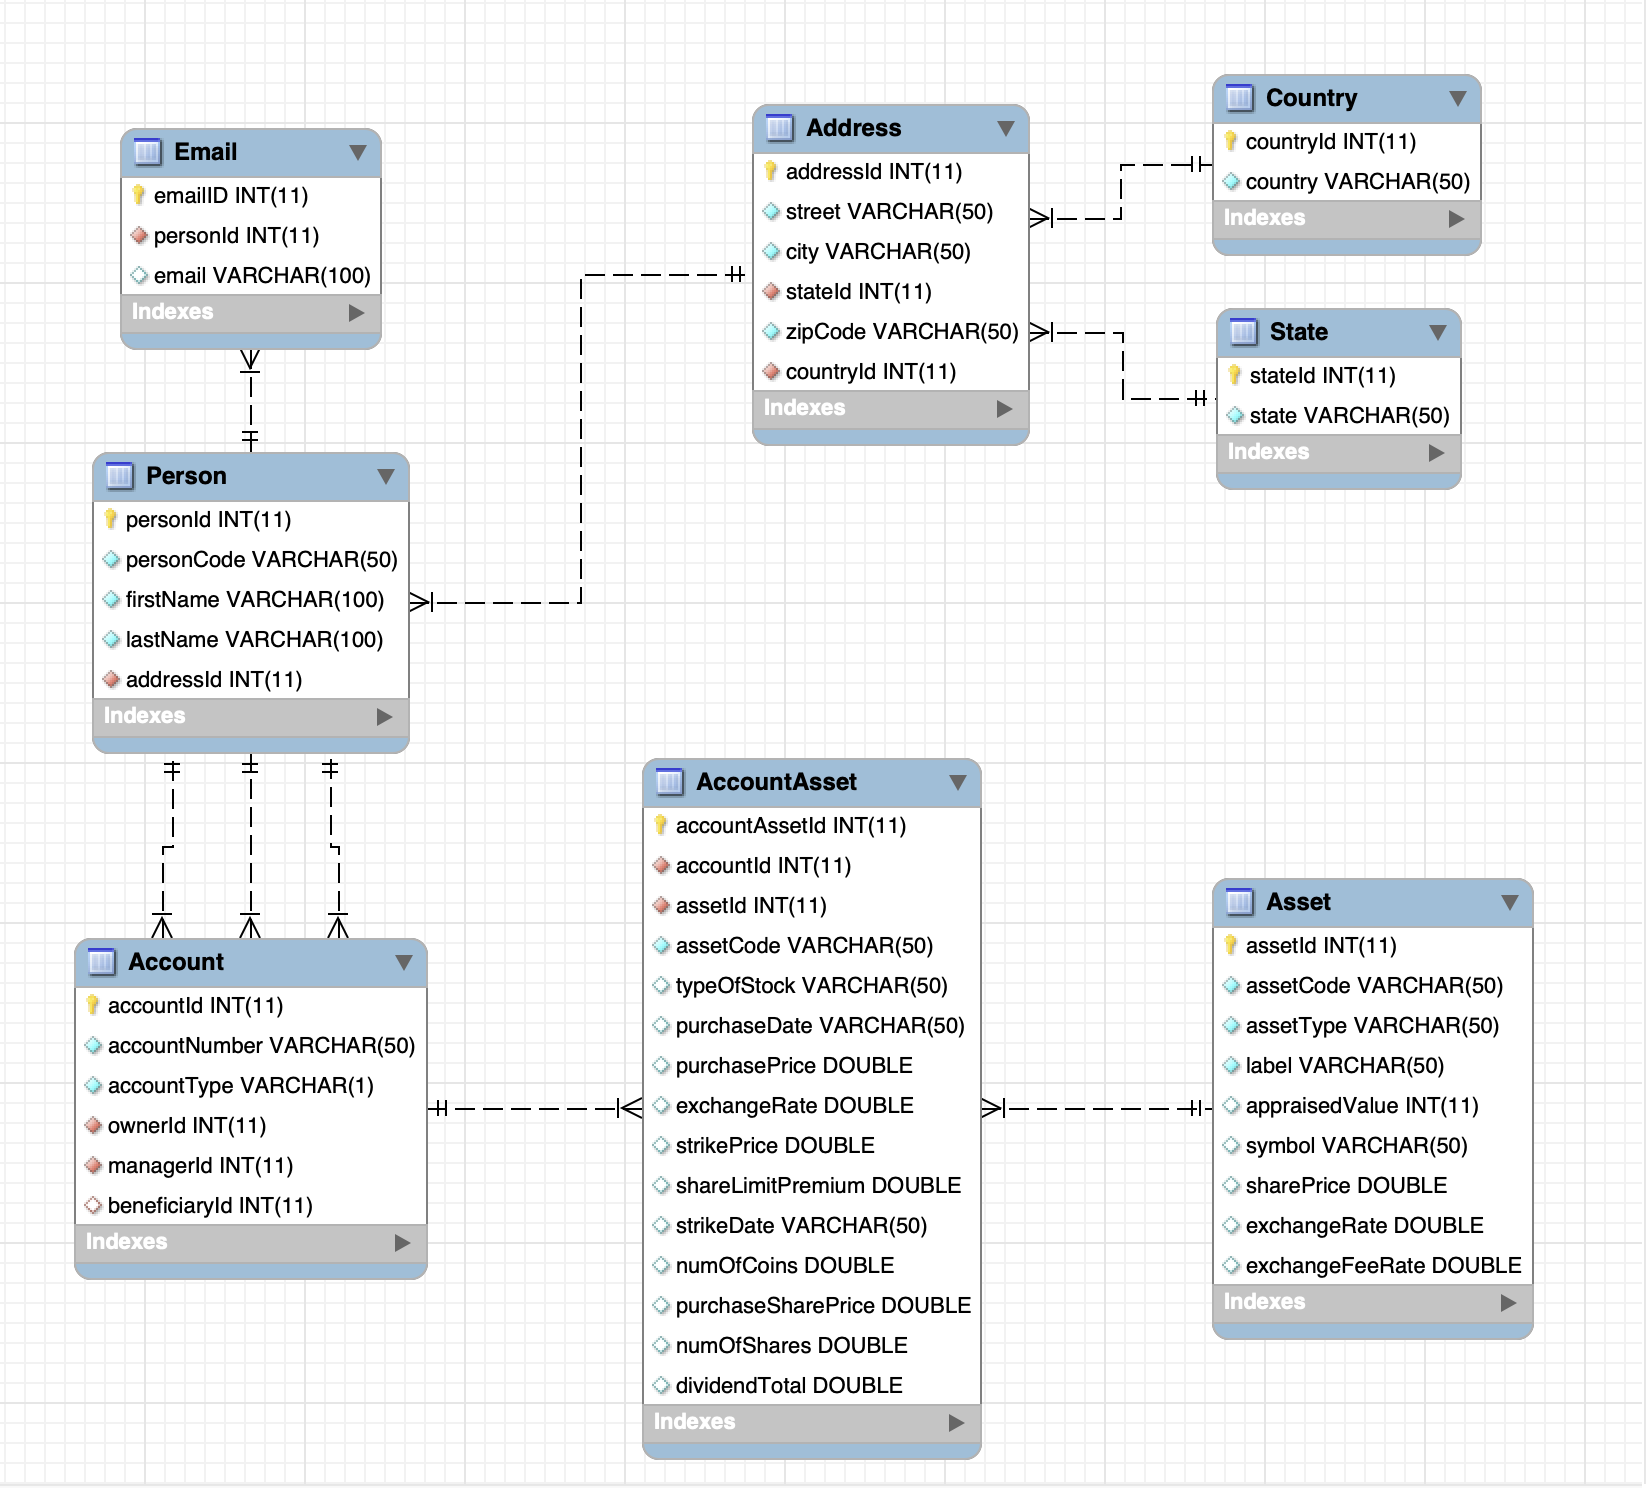 Email
emailID INT(11)
personId INT(11)
email VARCHAR(100)
Indexes
Address
addressId INT(11)
street VARCHAR(50)
city VARCHAR(50)
stateId INT(11)
zipCode VARCHAR(50)
countryId INT(11)
Indexes
Country
countryId INT(11)
country VARCHAR(50)
Indexes
State
stateId INT(11)
state VARCHAR(50)
Indexes
Person
personId INT(11)
personCode VARCHAR(50)
firstName VARCHAR(100)
lastName VARCHAR(100)
addressId INT(11)
Indexes
Account
accountId INT(11)
accountNumber VARCHAR(50)
accountType VARCHAR(1)
ownerId INT(11)
managerId INT(11)
beneficiaryId INT(11)
Indexes
AccountAsset
accountAssetId INT(11)
accountId INT(11)
assetId INT(11)
assetCode VARCHAR(50)
typeOfStock VARCHAR(50)
purchaseDate VARCHAR(50)
purchasePrice DOUBLE
exchangeRate DOUBLE
strikePrice DOUBLE
shareLimitPremium DOUBLE
strikeDate VARCHAR(50)
numOfCoins DOUBLE
purchaseSharePrice DOUBLE
numOfShares DOUBLE
dividendTotal DOUBLE
Indexes
Asset
assetId INT(11)
assetCode VARCHAR(50)
assetType VARCHAR(50)
label VARCHAR(50)
appraisedValue INT(11)
symbol VARCHAR(50)
sharePrice DOUBLE
exchangeRate DOUBLE
exchangeFeeRate DOUBLE
Indexes